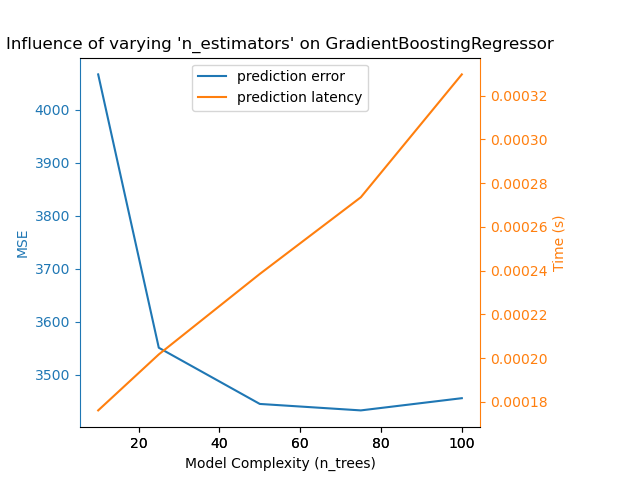 Influence of varying 'n_estimators' on GradientBoostingRegressor
prediction error
prediction latency
MSE
4000
3900
3800
3700
3600
3500
0.00032
0.00030
0.00028
0.00026
0.00024
0.00022
0.00020
0.00018
Time (s)
20 40 60 80 100
Model Complexity (n_trees)